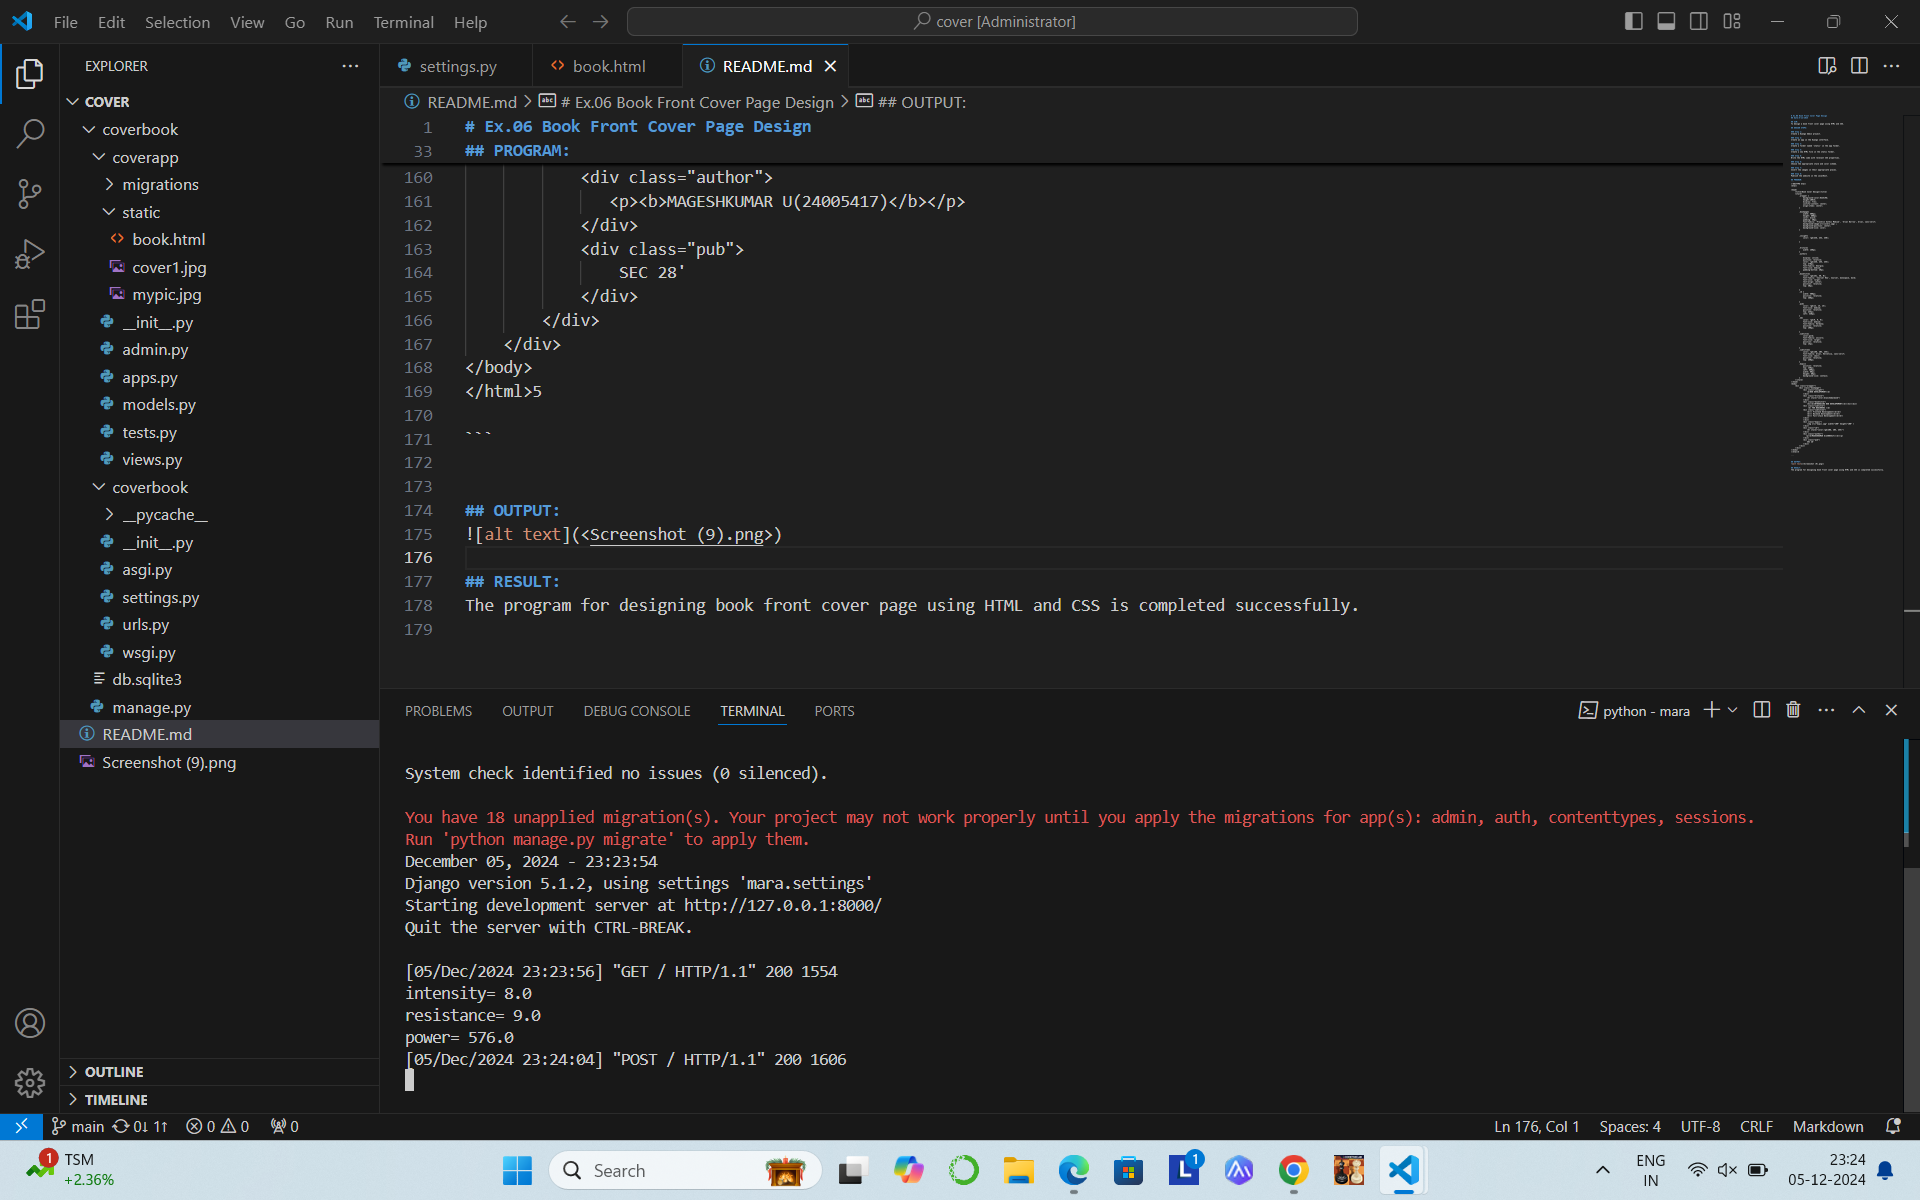 File Edit Selection View Go Run Terminal Help
cover [Administrator]
EXPLORER
COVER
coverbook
coverapp
migrations
static
book.html
cover1.jpg
mypic.jpg
__init__.py
admin.py
apps.py
models.py
tests.py
views.py
coverbook
__pycache__
__init__.py
asgi.py
settings.py
urls.py
wsgi.py
db.sqlite3
manage.py
README.md
Screenshot (9).png
OUTLINE
TIMELINE
settings.py book.html README.md
README.md # Ex.06 Book Front Cover Page Design ## OUTPUT:
1 # Ex.06 Book Front Cover Page Design
33 ## PROGRAM:
160 <div class="author">
161 <p><b>MAGESHKUMAR U(24005417)</b></p>
162 </div>
163 <div class="pub">
164 SEC 28'
165 </div>
166 </div>
167 </div>
168 </body>
169 </html>5
170
171 ```
172
173
174 ## OUTPUT:
175 ![alt text](<Screenshot (9).png>)
176
177 ## RESULT:
178 The program for designing book front cover page using HTML and CSS is completed successfully.
179
PROBLEMS OUTPUT DEBUG CONSOLE TERMINAL PORTS
python - mara
System check identified no issues (0 silenced).
You have 18 unapplied migration(s). Your project may not work properly until you apply the migrations for app(s): admin, auth, contenttypes, sessions.
Run 'python manage.py migrate' to apply them.
December 05, 2024 - 23:23:54
Django version 5.1.2, using settings 'mara.settings'
Starting development server at http://127.0.0.1:8000/
Quit the server with CTRL-BREAK.
[05/Dec/2024 23:23:56] "GET / HTTP/1.1" 200 1554
intensity= 8.0
resistance= 9.0
power= 576.0
[05/Dec/2024 23:24:04] "POST / HTTP/1.1" 200 1606
main 0↓ 1↑ 0 0 0
Ln 176, Col 1 Spaces: 4 UTF-8 CRLF Markdown
1
TSM
+2.36%
Search
L
1
ENG
IN
23:24
05-12-2024